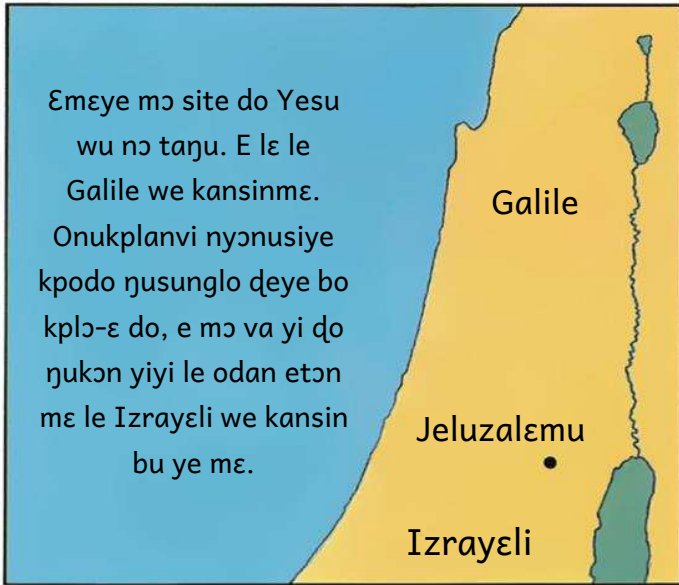 Ɛmɛye mɔ site do Yesu
wu nɔ taŋu. E lɛ le
Galile we kansinmɛ.
Onukplanvi nyɔnusiye
kpodo ŋusunglo ɖeye bo
kplɔ-ɛ do, e mɔ va yi ɖo
ŋukɔn yiyi le odan etɔn
mɛ le Izrayɛli we kansin
bu ye mɛ.
Galile
Jeluzalɛmu
Izrayɛli